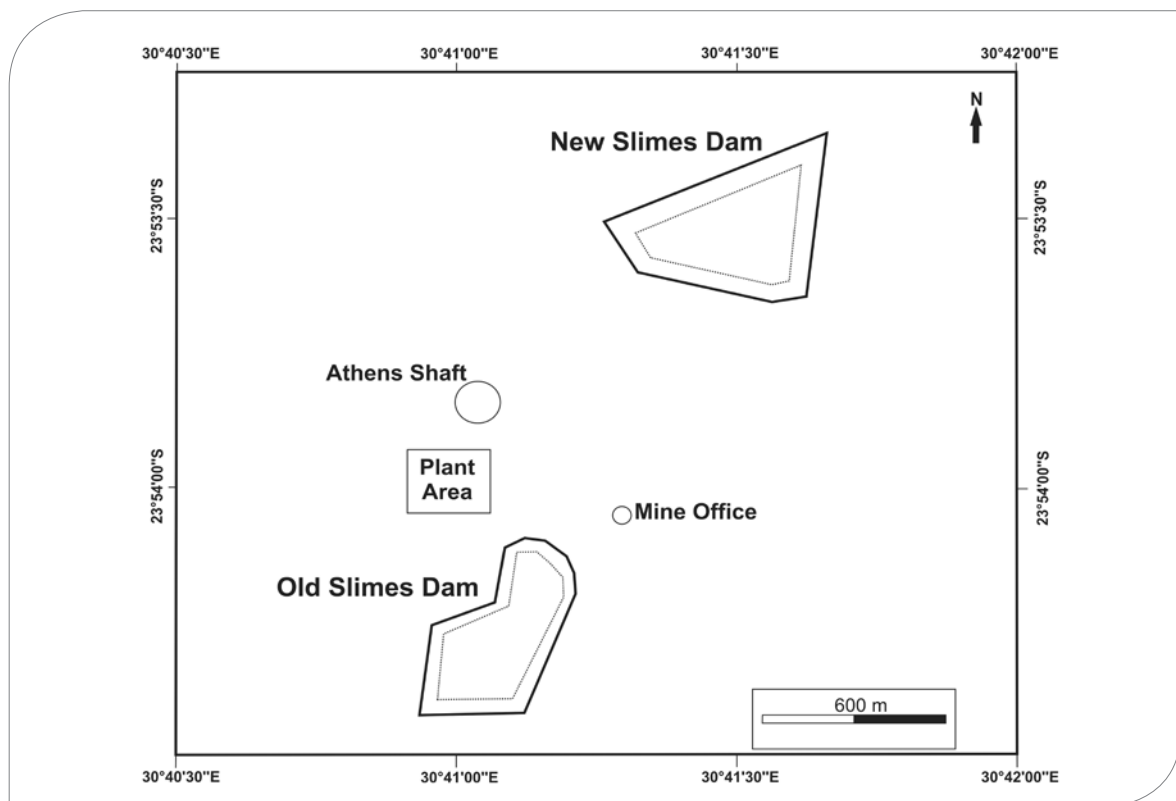 30°40'30"E 30°41'00"E 30°41'30"E 30°42'00"E
N
New Slimes Dam
23°53'30"S 23°53'30"S
Athens Shaft
Plant
Area
23°54'00"S 23°54'00"S
Mine Office
Old Slimes Dam
600 m
30°40'30"E 30°41'00"E 30°41'30"E 30°42'00"E